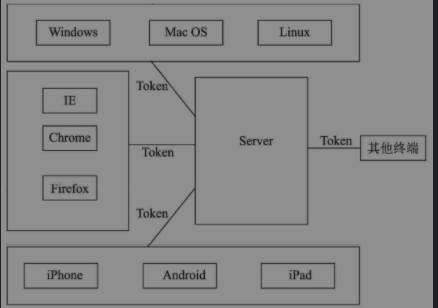 Windows
Mac OS
Linux
Token
IE
Chrome
Firefox
Token
Server
Token
其他终端
Token
iPhone
Android
iPad